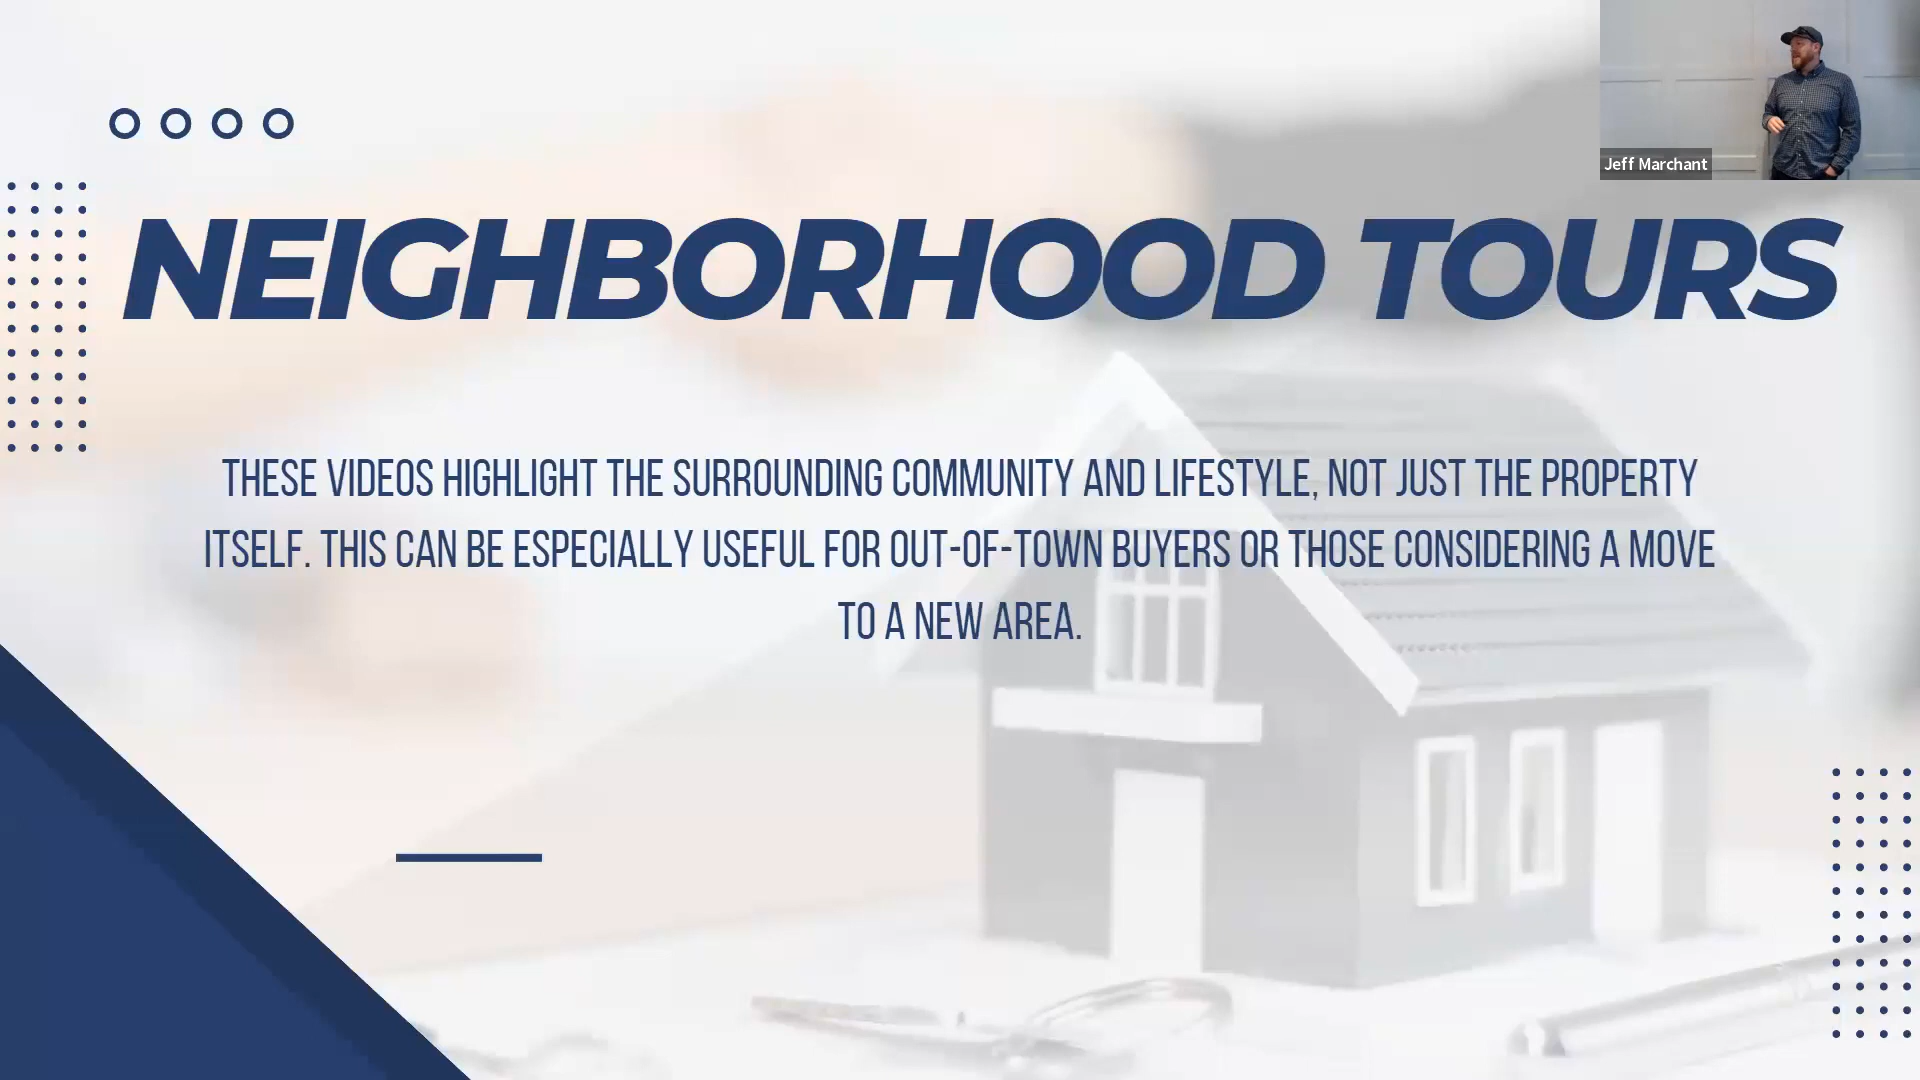 Jeff Marchant
NEIGHBORHOOD TOURS
THESE VIDEOS HIGHLIGHT THE SURROUNDING COMMUNITY AND LIFESTYLE, NOT JUST THE PROPERTY
ITSELF. THIS CAN BE ESPECIALLY USEFUL FOR OUT-OF-TOWN BUYERS OR THOSE CONSIDERING A MOVE
TO A NEW AREA.